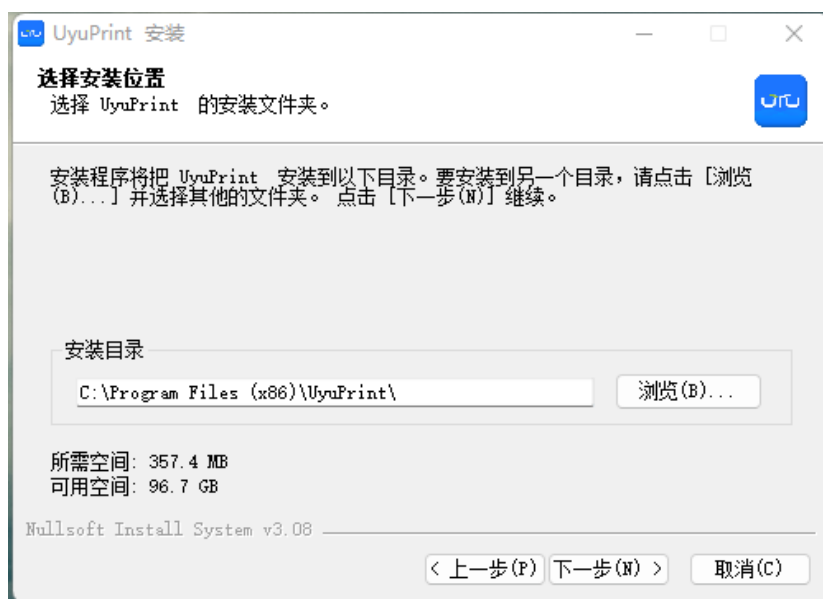 UyuPrint 安装
选择安装位置
选择 UyuPrint 的安装文件夹。
安装程序将把 UyuPrint 安装到以下目录。要安装到另一个目录，请点击 [浏览
(B)...] 并选择其他的文件夹。 点击 [下一步(N)] 继续。
安装目录
C:\Program Files (x86)\UyuPrint\
浏览(B)...
所需空间: 357.4 MB
可用空间: 96.7 GB
Nullsoft Install System v3.08
< 上一步(P) 下一步(N) > 取消(C)